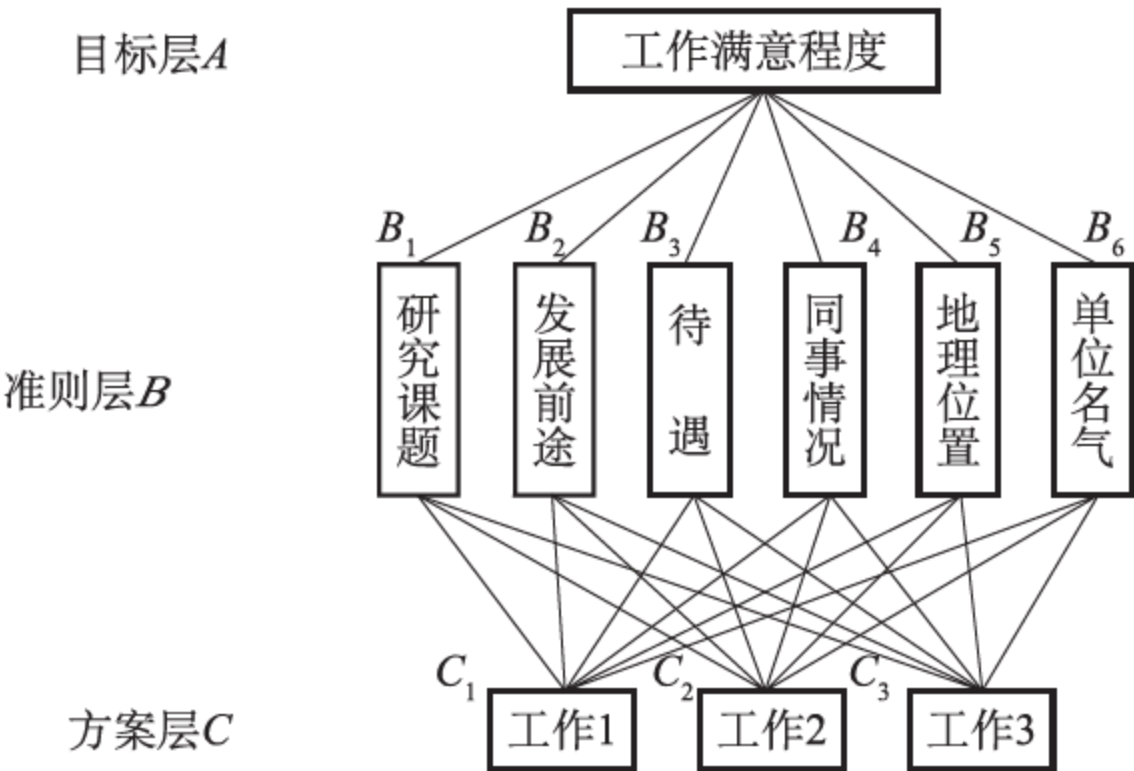 目标层A
工作满意程度
B1 B2 B3 B4 B5 B6
准则层B
研究课题
发展前途
待遇
同事情况
地理位置
单位名气
C1 C2 C3
方案层C
工作1
工作2
工作3